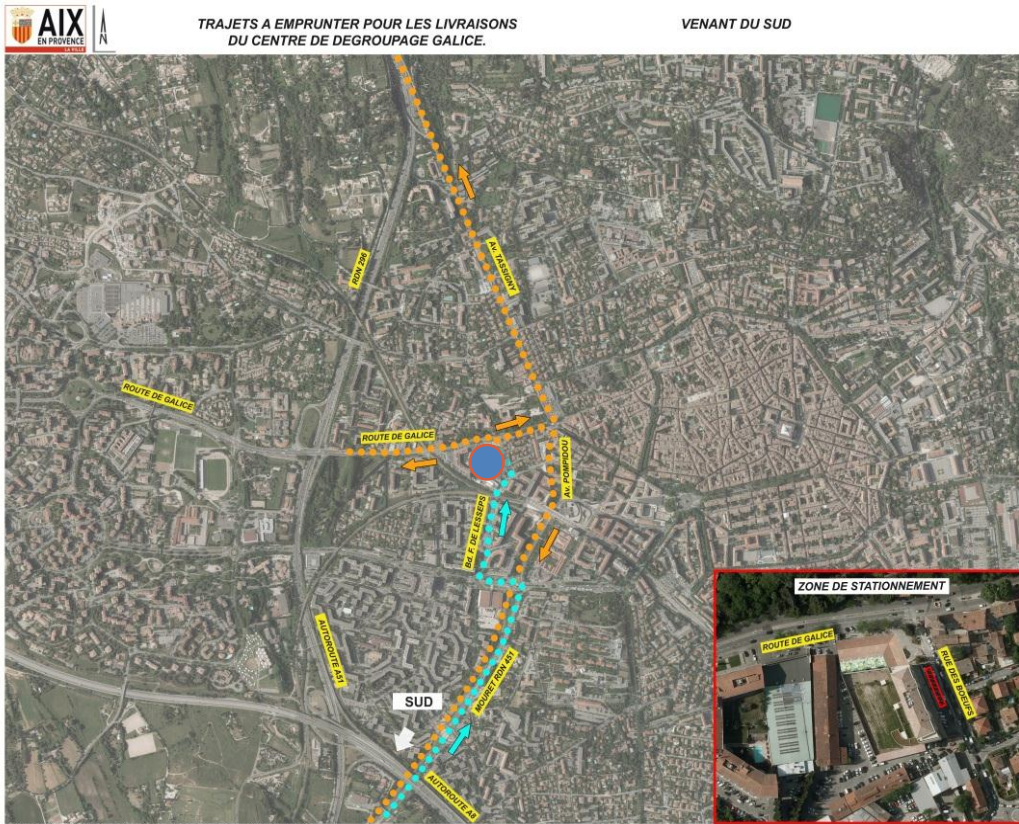 AIX
EN PROVENCE
LA VILLE
N
TRAJETS A EMPRUNTER POUR LES LIVRAISONS
DU CENTRE DE DEGROUPAGE GALICE.
VENANT DU SUD
RDN 296
Av. TASSIGNY
ROUTE DE GALICE
ROUTE DE GALICE
Av. POMPIDOU
Bd. F. DE LESSEPS
AUTOROUTE A51
MOURET RDN 451
SUD
AUTOROUTE A8
ZONE DE STATIONNEMENT
ROUTE DE GALICE
RUE DES BOEUFS